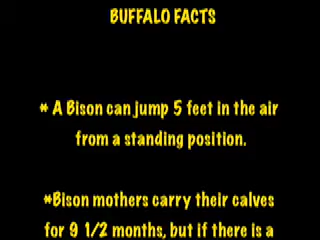 BUFFALO FACTS
* A Bison can jump 5 feet in the air
from a standing position.
*Bison mothers carry their calves
for 9 1/2 months, but if there is a